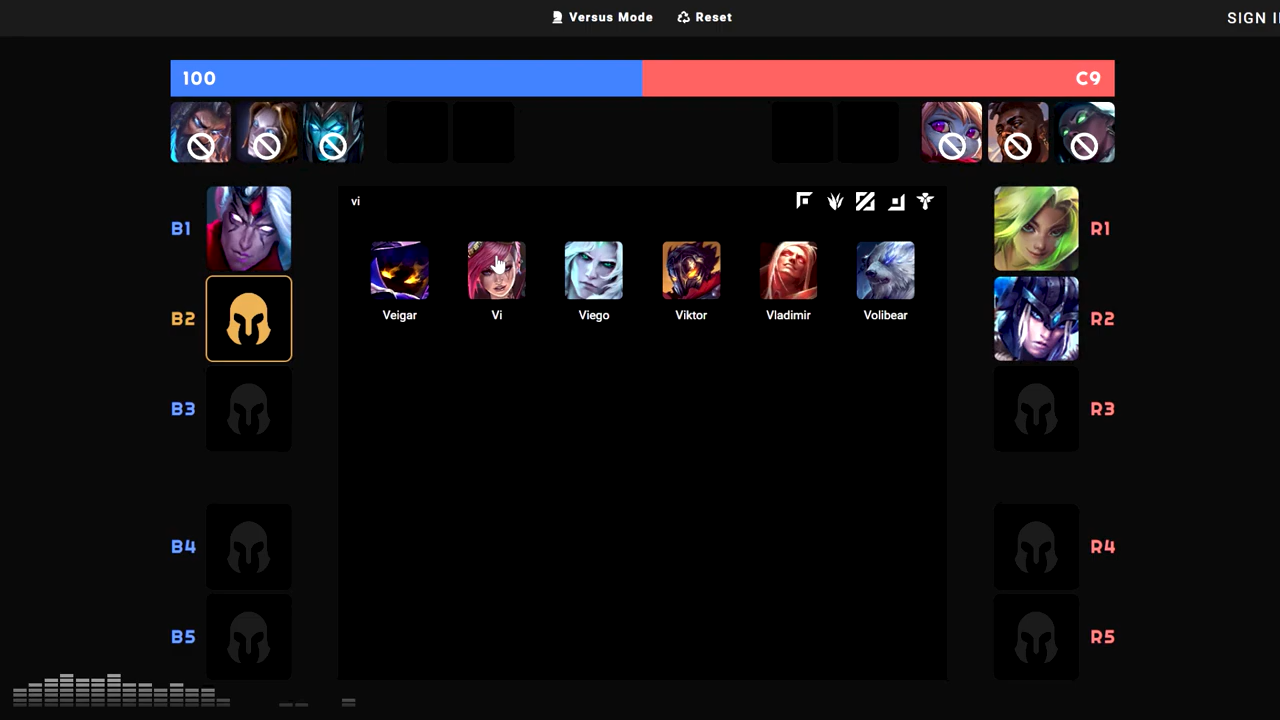 Versus Mode
Reset
SIGN I
100
C9
vi
B1
R1
Veigar
Vi
Viego
Viktor
Vladimir
Volibear
B2
R2
B3
R3
B4
R4
B5
R5